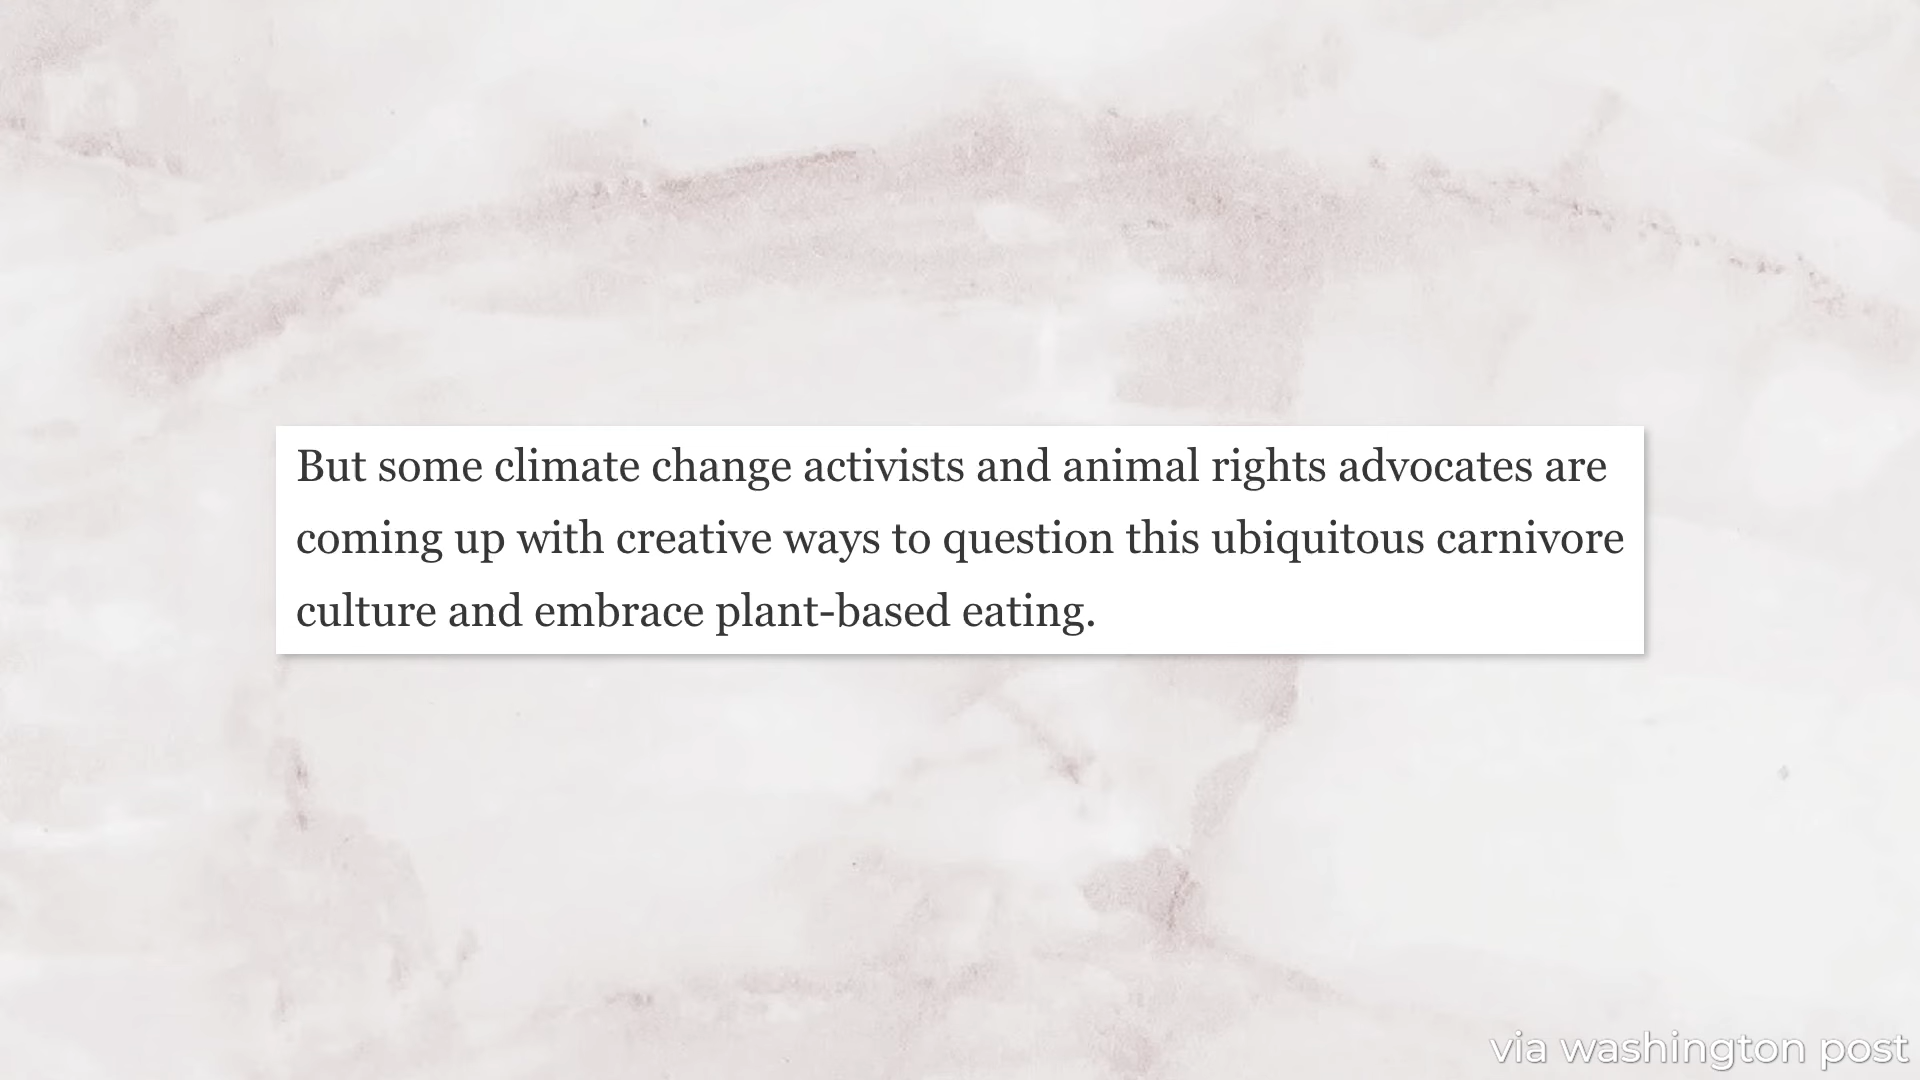 But some climate change activists and animal rights advocates are
coming up with creative ways to question this ubiquitous carnivore
culture and embrace plant-based eating.
via washington post